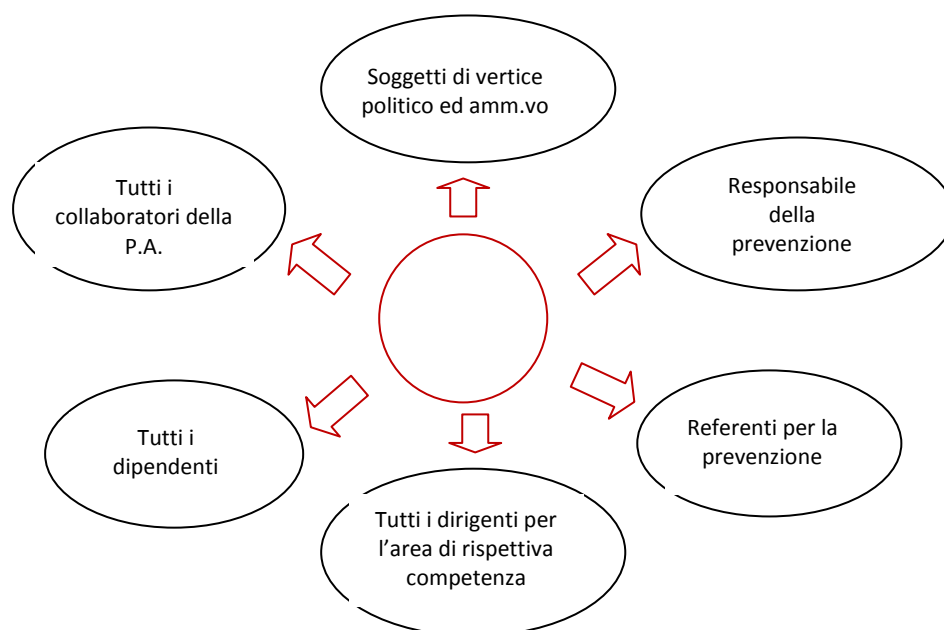 Soggetti di vertice
politico ed amm.vo
Tutti i
collaboratori della
P.A.
Responsabile
della
prevenzione
Tutti i
dipendenti
Referenti per la
prevenzione
Tutti i dirigenti per
l’area di rispettiva
competenza